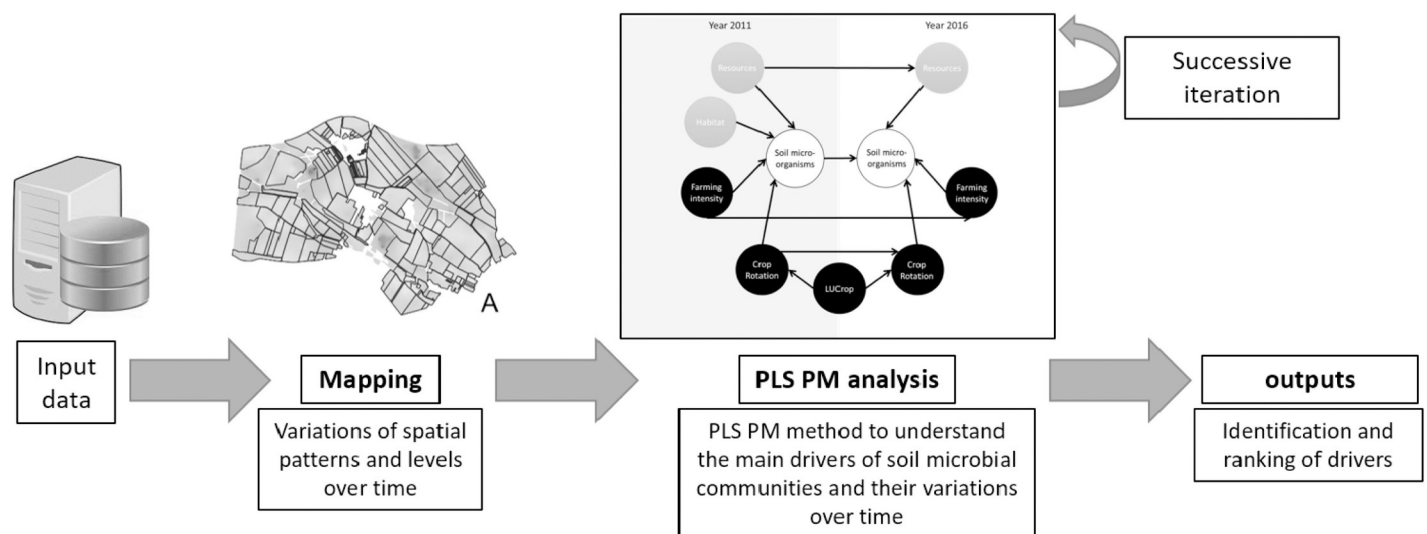 Input
data
A
Mapping
Variations of spatial
patterns and levels
over time
Year 2011
Year 2016
Resources
Resources
Habitat
Soil micro-
organisms
Soil micro-
organisms
Farming
intensity
Farming
intensity
Crop
Rotation
LUCrop
Crop
Rotation
Successive
iteration
PLS PM analysis
PLS PM method to understand
the main drivers of soil microbial
communities and their variations
over time
outputs
Identification and
ranking of drivers